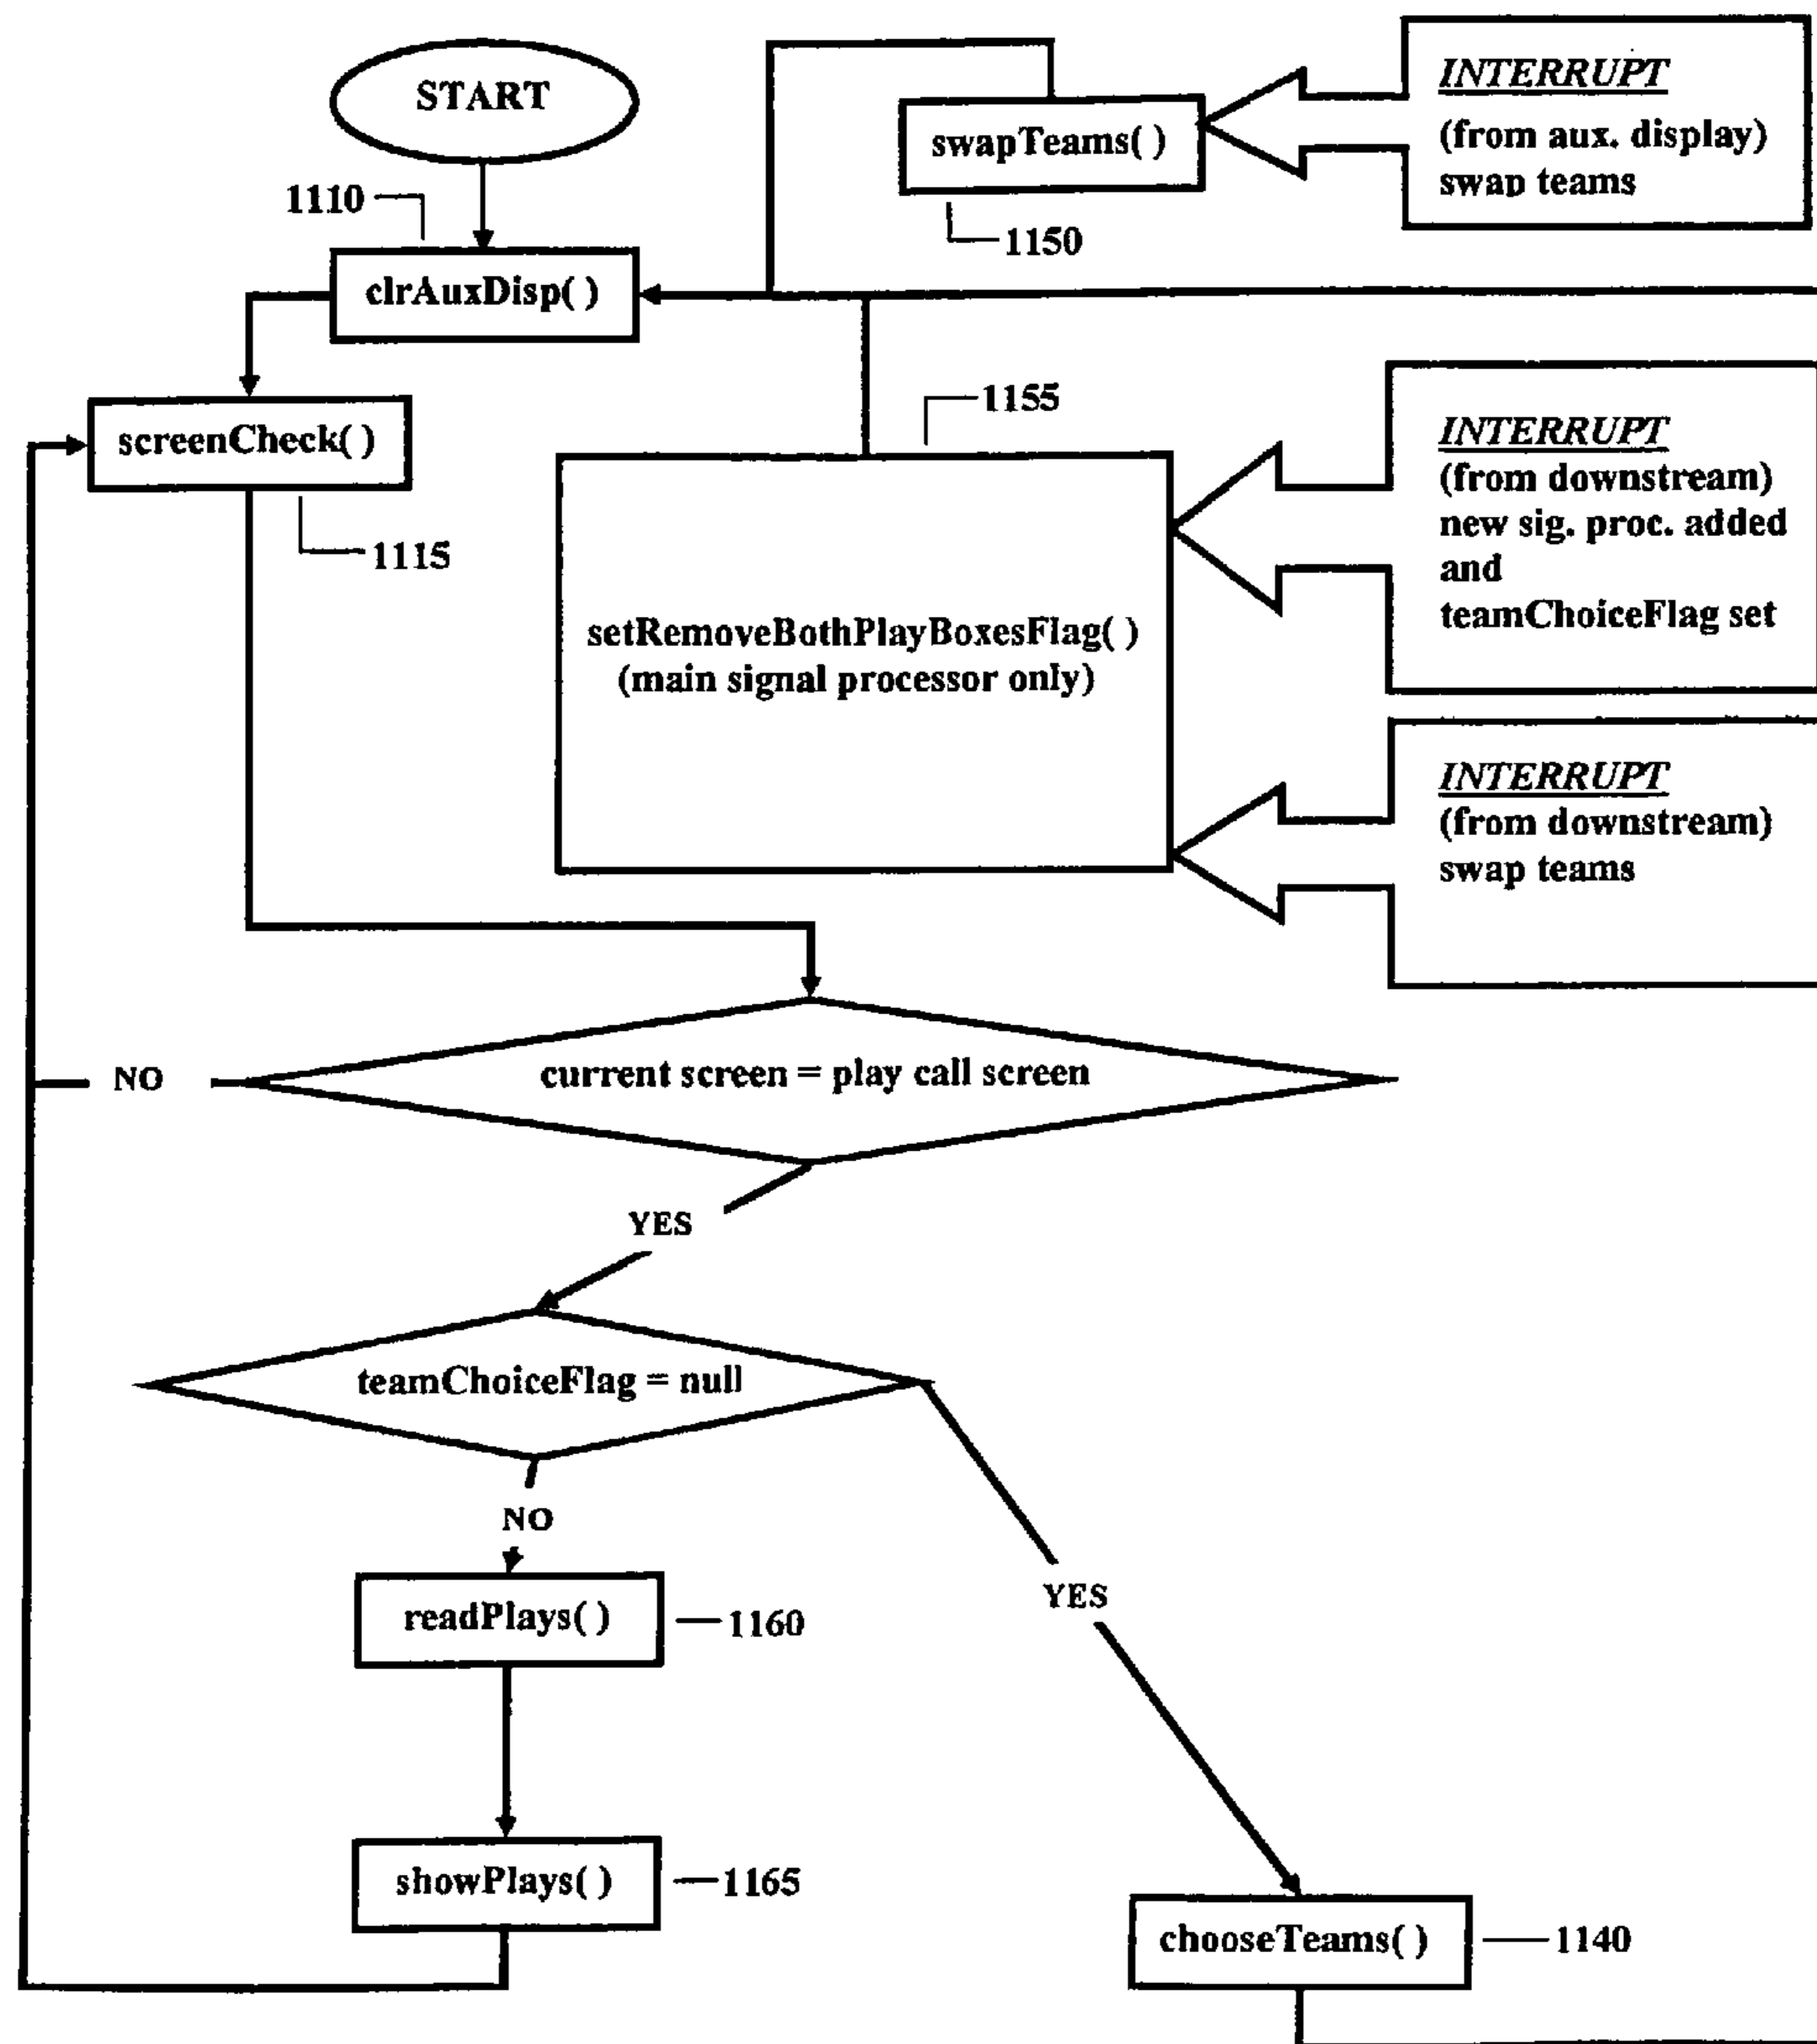 START
1110
clrAuxDisp( )
swapTeams( )
1150
INTERRUPT
(from aux. display)
swap teams
screenCheck( )
1115
1155
setRemoveBothPlayBoxesFlag( )
(main signal processor only)
INTERRUPT
(from downstream)
new sig. proc. added
and
teamChoiceFlag set
INTERRUPT
(from downstream)
swap teams
current screen = play call screen
NO
YES
teamChoiceFlag = null
NO
YES
readPlays( )
1160
showPlays( )
1165
chooseTeams( )
1140